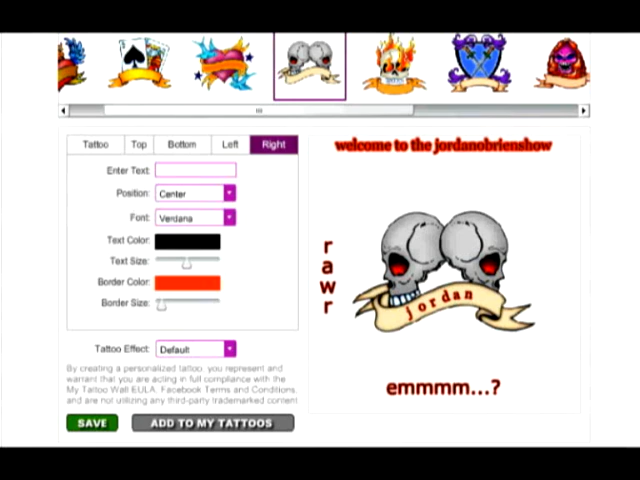 Tattoo Top Bottom Left Right
Enter Text:
Position: Center
Font: Verdana
Text Color:
Text Size:
Border Color:
Border Size:
Tattoo Effect: Default
By creating a personalized tattoo, you represent and
warrant that you are acting in full compliance with the
My Tattoo Wall EULA, Facebook Terms and Conditions,
and are not utilizing any third-party trademarked content
SAVE ADD TO MY TATTOOS
welcome to the jordanobrienshow
rawr
jordan
emmmm...?